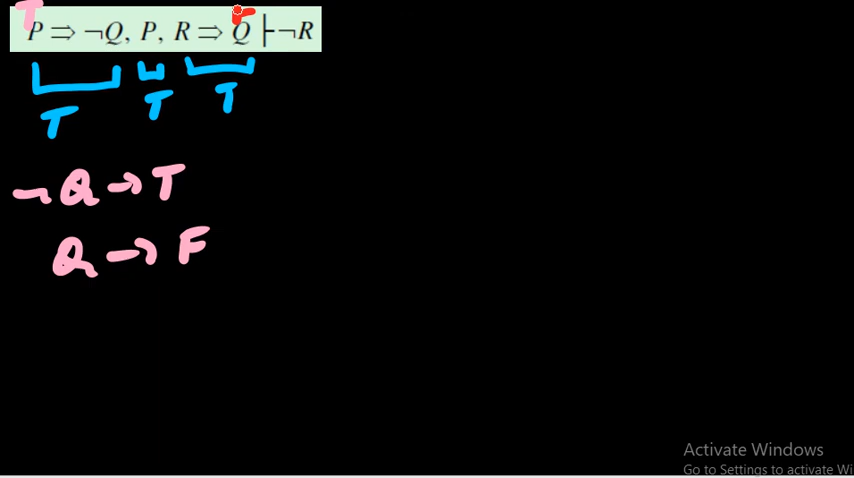 T
P ⇒ ¬Q, P, R ⇒ Q ⊢ ¬R
T T T
¬Q → T
Q → F
Activate Windows
Go to Settings to activate Wi